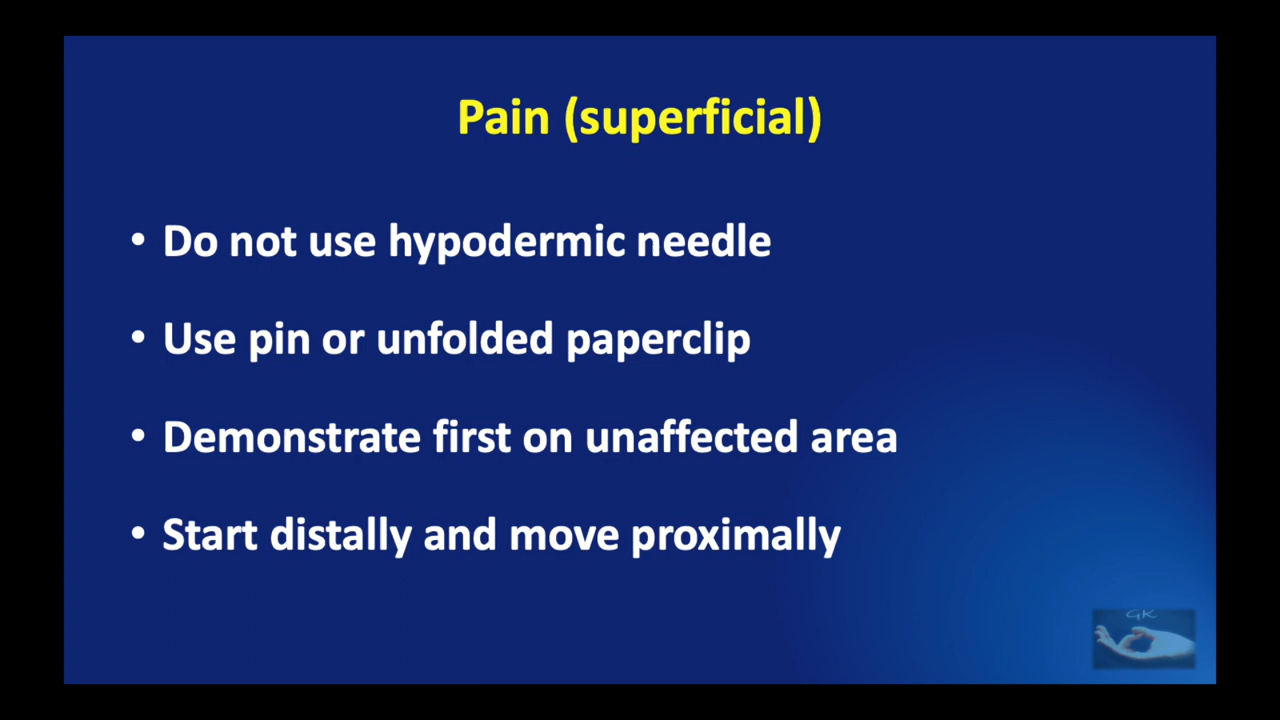 Pain (superficial)
• Do not use hypodermic needle
• Use pin or unfolded paperclip
• Demonstrate first on unaffected area
• Start distally and move proximally
GK